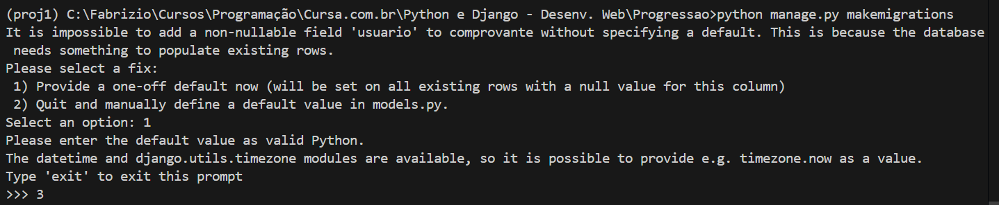 (proj1) C:\Fabrizio\Cursos\Programação\Cursa.com.br\Python e Django - Desenv. Web\Progressao>python manage.py makemigrations
It is impossible to add a non-nullable field 'usuario' to comprovante without specifying a default. This is because the database
 needs something to populate existing rows.
Please select a fix:
 1) Provide a one-off default now (will be set on all existing rows with a null value for this column)
 2) Quit and manually define a default value in models.py.
Select an option: 1
Please enter the default value as valid Python.
The datetime and django.utils.timezone modules are available, so it is possible to provide e.g. timezone.now as a value.
Type 'exit' to exit this prompt
>>> 3